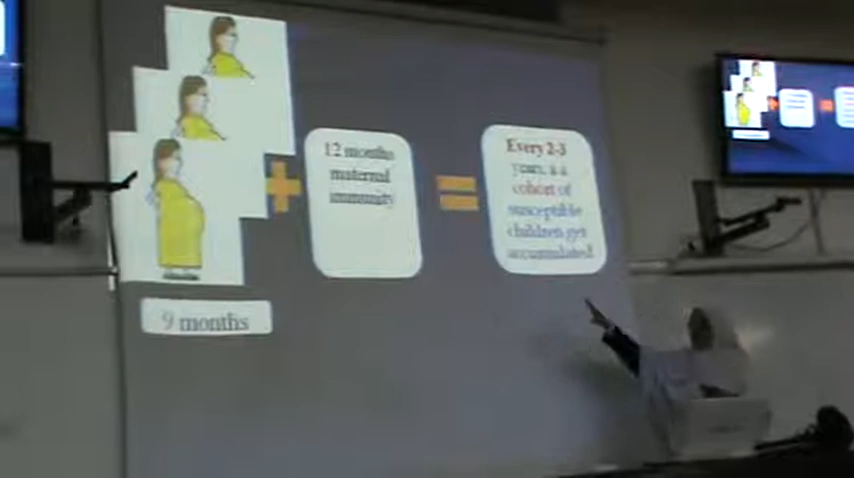 12 months
maternal
immunity
Every 2-3
years, a a
cohort of
susceptible
children get
accumulated
9 months